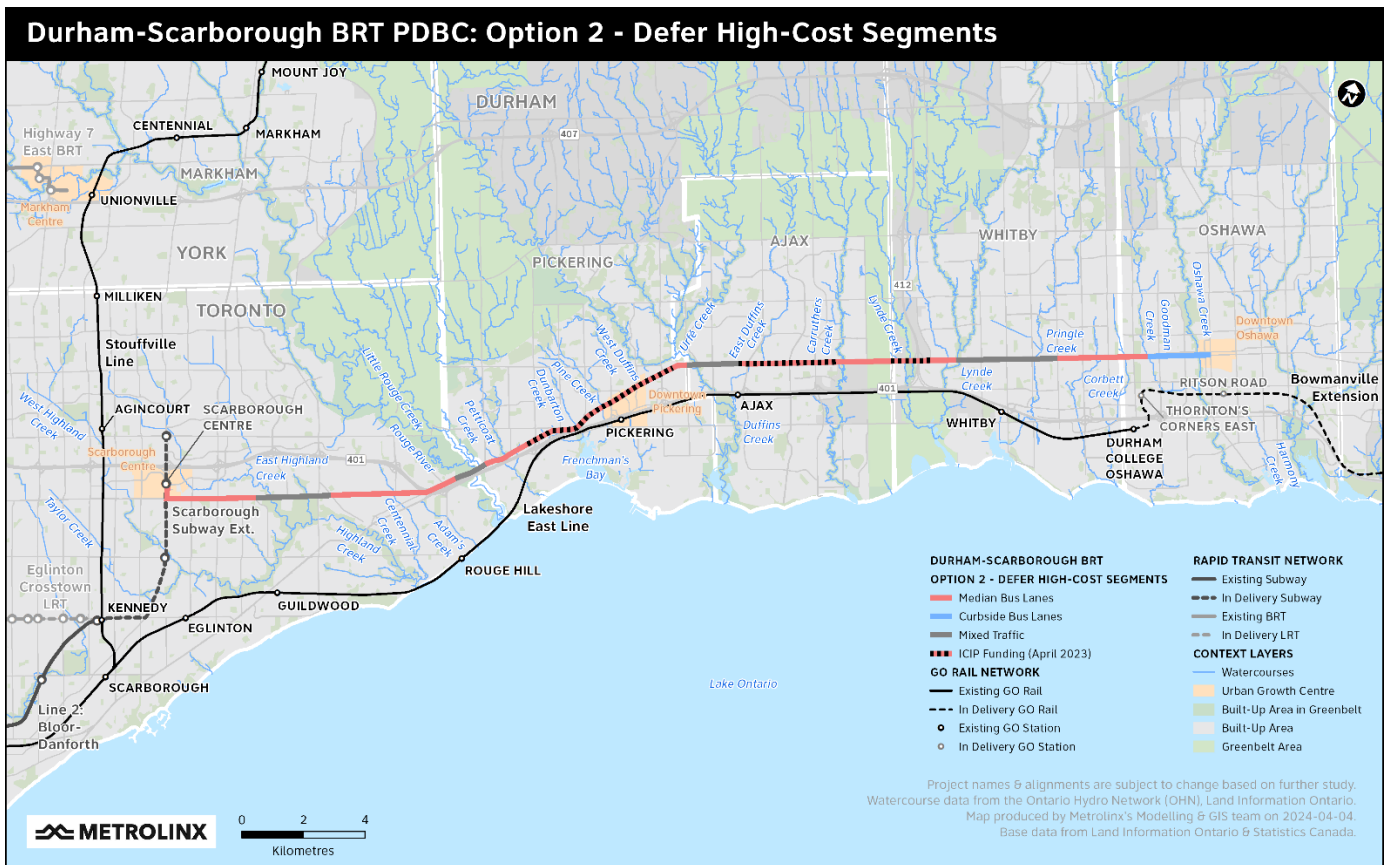 Durham-Scarborough BRT PDBC: Option 2 - Defer High-Cost Segments
MOUNT JOY
DURHAM
CENTENNIAL
MARKHAM
407
Highway 7
East BRT
MARKHAM
UNIONVILLE
Markham
Centre
YORK
PICKERING
AJAX
WHITBY
OSHAWA
MILLIKEN
TORONTO
412
Stouffville
Line
Little Rouge Creek
Rouge River
Petticoat
Creek
Dunbarton
Creek
Pine Creek
West Duffins
Creek
Urfé Creek
East Duffins
Creek
Carruthers
Creek
Lynde Creek
Pringle
Creek
Goodman
Creek
Oshawa Creek
Downtown
Oshawa
West Highland
Creek
AGINCOURT
SCARBOROUGH
CENTRE
Downtown
Pickering
AJAX
401
Lynde
Creek
Corbett
Creek
RITSON ROAD
Bowmanville
Extension
THORNTON'S
CORNERS EAST
PICKERING
Duffins
Creek
WHITBY
DURHAM
COLLEGE
OSHAWA
Harmony
Creek
Scarborough
Centre
East Highland
Creek
401
Frenchman's
Bay
Scarborough
Subway Ext.
Taylor Creek
Highland
Creek
Centennial
Creek
Adam's
Creek
Lakeshore
East Line
ROUGE HILL
Eglinton
Crosstown
LRT
KENNEDY
GUILDWOOD
EGLINTON
SCARBOROUGH
Line 2:
Bloor-
Danforth
Lake Ontario
DURHAM-SCARBOROUGH BRT
OPTION 2 - DEFER HIGH-COST SEGMENTS
Median Bus Lanes
Curbside Bus Lanes
Mixed Traffic
ICIP Funding (April 2023)
GO RAIL NETWORK
Existing GO Rail
In Delivery GO Rail
Existing GO Station
In Delivery GO Station
RAPID TRANSIT NETWORK
Existing Subway
In Delivery Subway
Existing BRT
In Delivery LRT
CONTEXT LAYERS
Watercourses
Urban Growth Centre
Built-Up Area in Greenbelt
Built-Up Area
Greenbelt Area
Project names & alignments are subject to change based on further study.
Watercourse data from the Ontario Hydro Network (OHN), Land Information Ontario.
Map produced by Metrolinx's Modelling & GIS team on 2024-04-04.
Base data from Land Information Ontario & Statistics Canada.
METROLINX
0 2 4
Kilometres
N